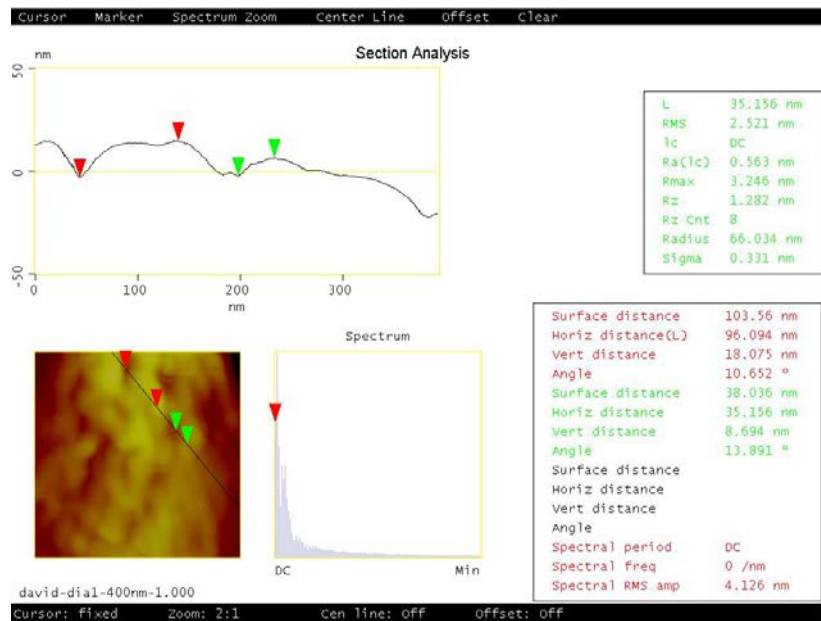 Cursor Marker Spectrum Zoom Center Line Offset Clear
Section Analysis
nm
50
0
-50
0 100 200 300
nm
L 35.156 nm
RMS 2.521 nm
lc DC
Ra(lc) 0.563 nm
Rmax 3.246 nm
Rz 1.282 nm
Rz Cnt 8
Radius 66.034 nm
Sigma 0.331 nm
Surface distance 103.56 nm
Horiz distance(L) 96.094 nm
Vert distance 18.075 nm
Angle 10.652 °
Surface distance 38.036 nm
Horiz distance 35.156 nm
Vert distance 8.694 nm
Angle 13.891 °
Surface distance
Horiz distance
Vert distance
Angle
Spectral period DC
Spectral freq 0 /nm
Spectral RMS amp 4.126 nm
Spectrum
DC Min
david-dia1-400nm-1.000
Cursor: fixed Zoom: 2:1 Cen line: Off Offset: Off